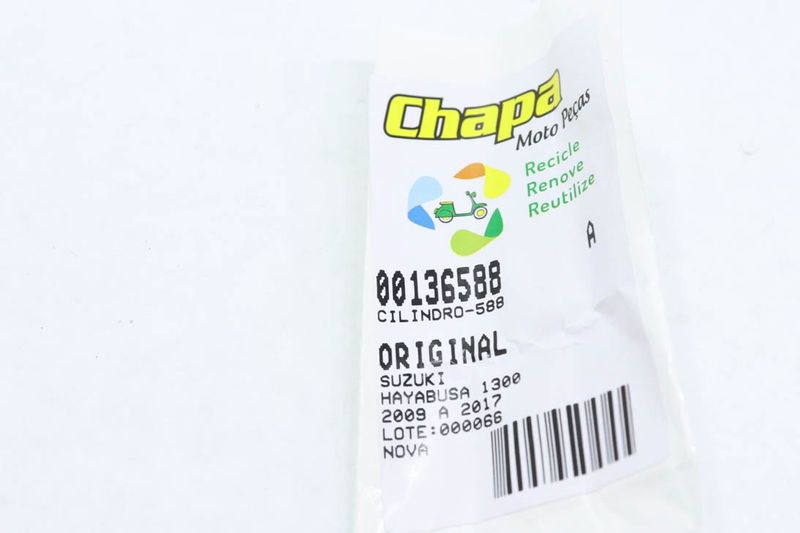 Chapa
Moto Peças
Recicle
Renove
Reutilize
A
00136588
CILINDRO-588
ORIGINAL
SUZUKI
HAYABUSA 1300
2009 A 2017
LOTE:000066
NOVA